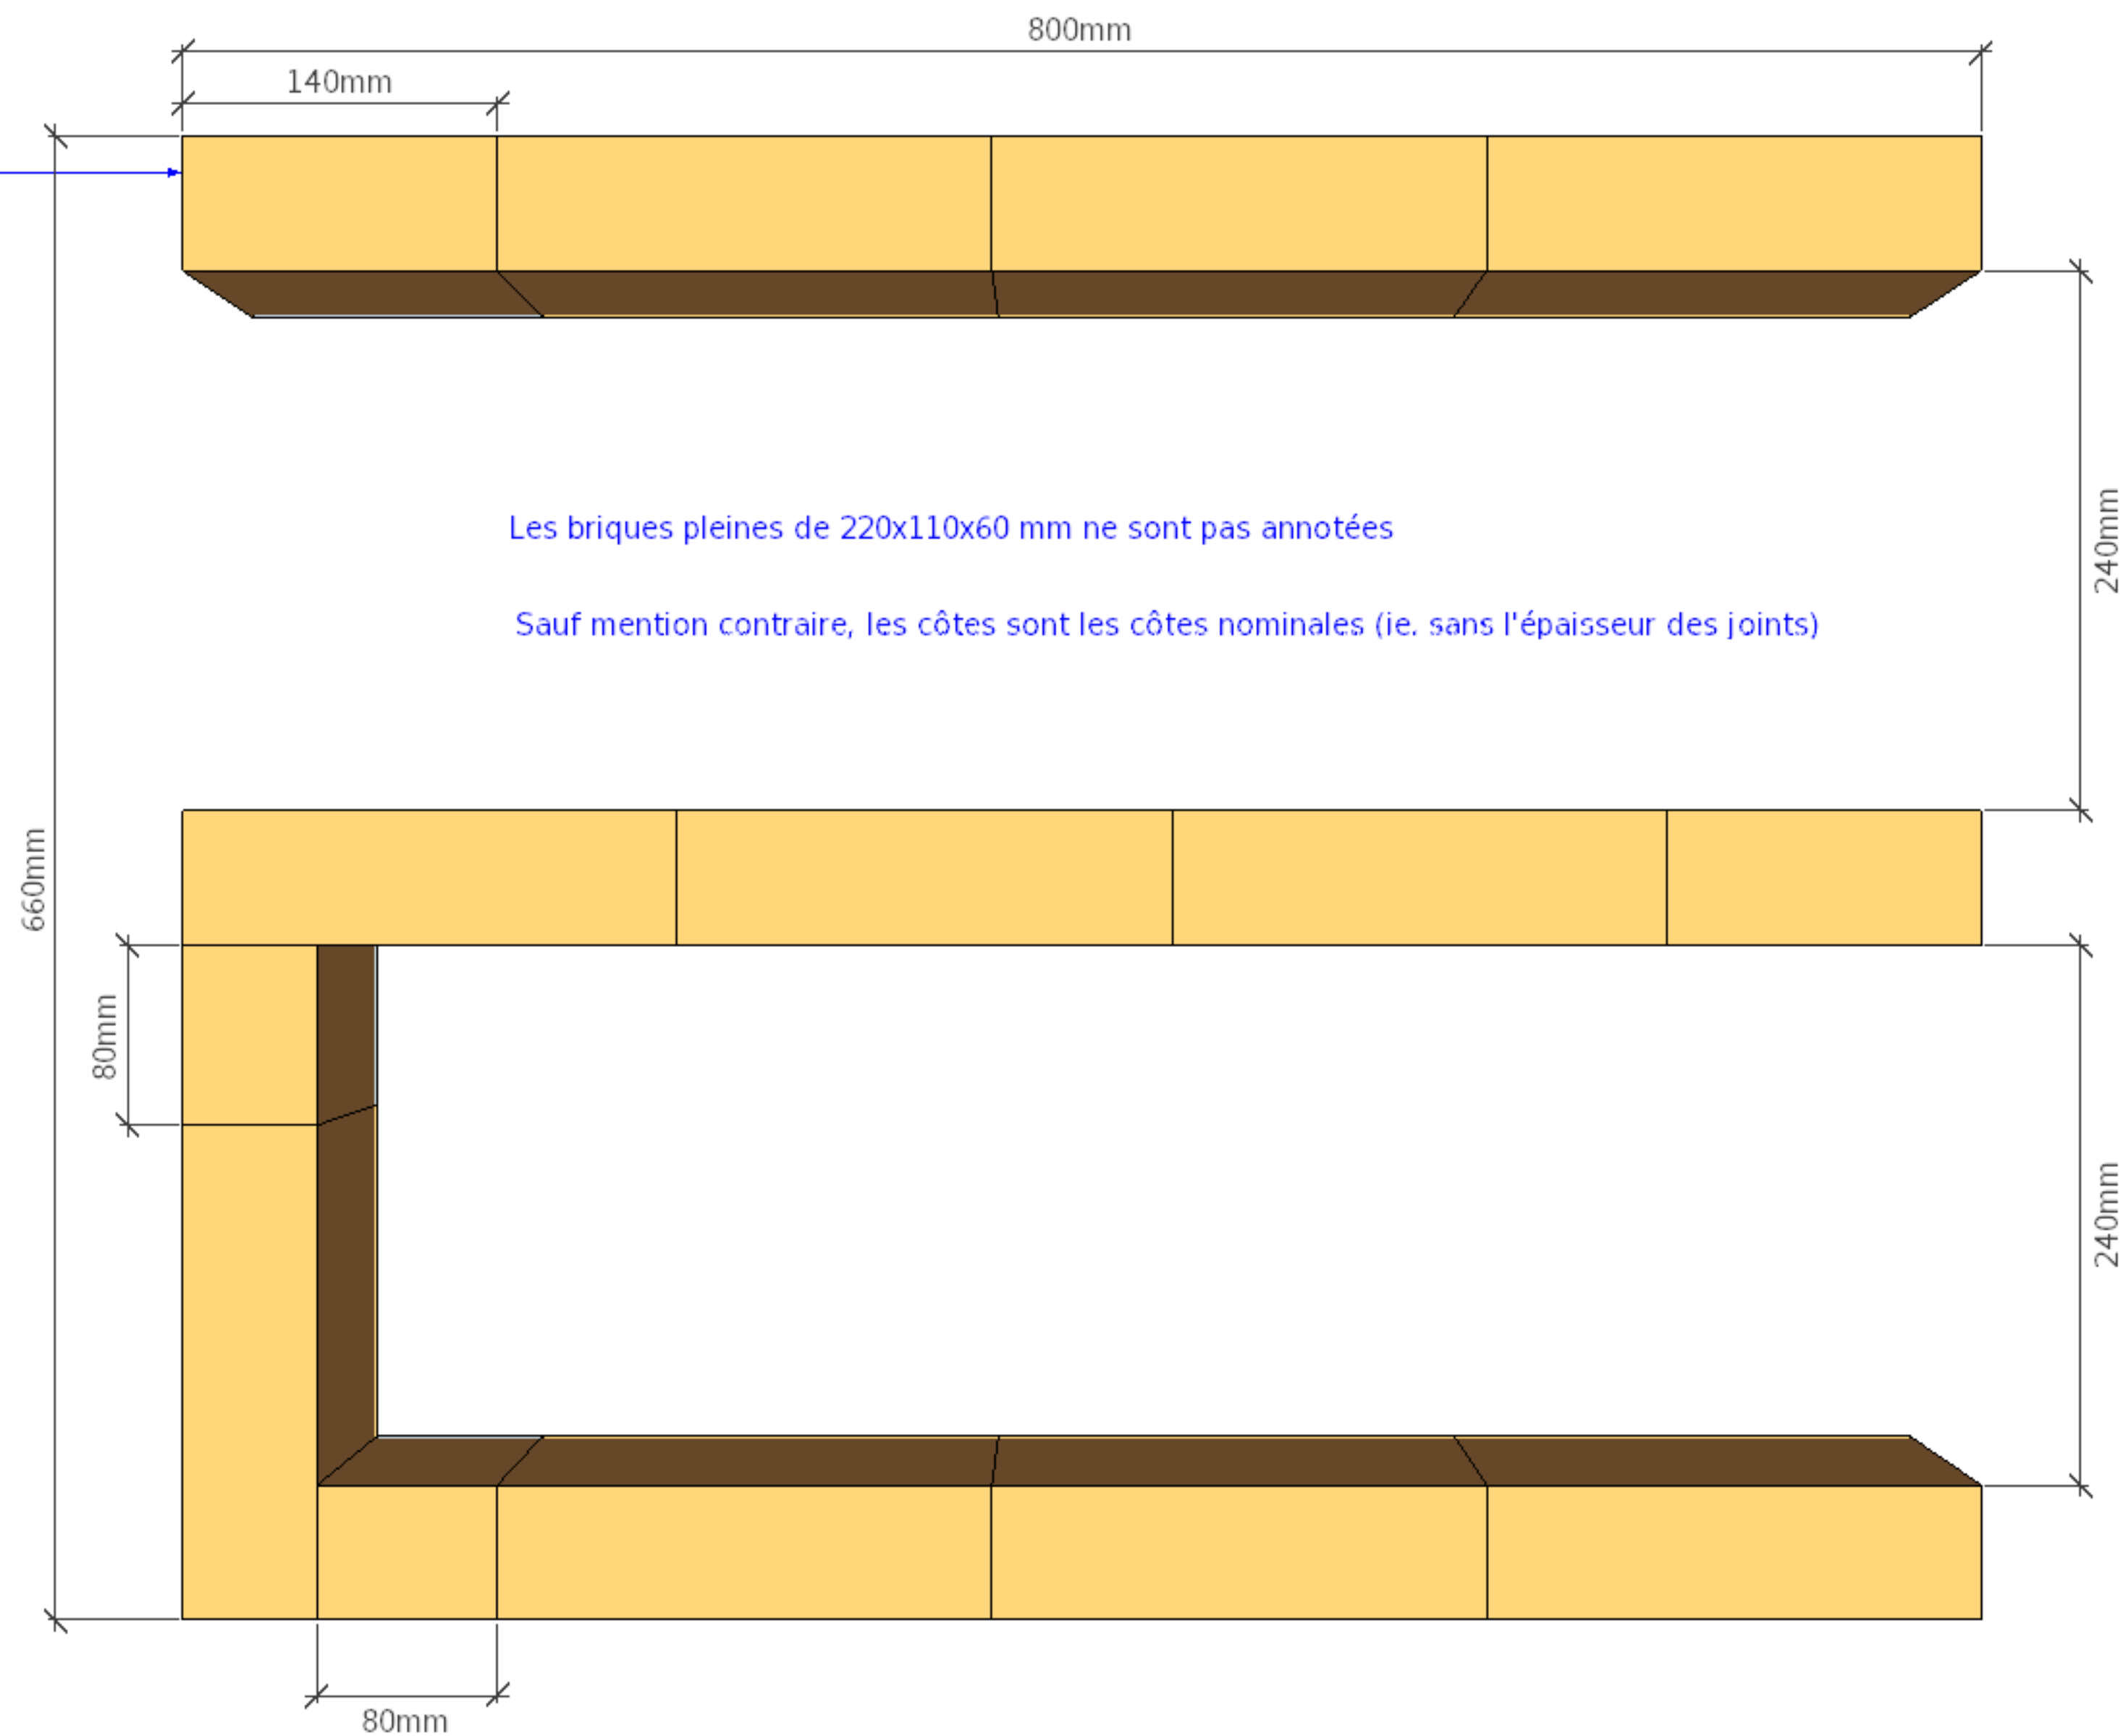 800mm
140mm
Les briques pleines de 220x110x60 mm ne sont pas annotées
240mm
Sauf mention contraire, les côtes sont les côtes nominales (ie. sans l'épaisseur des joints)
660mm
80mm
240mm
80mm